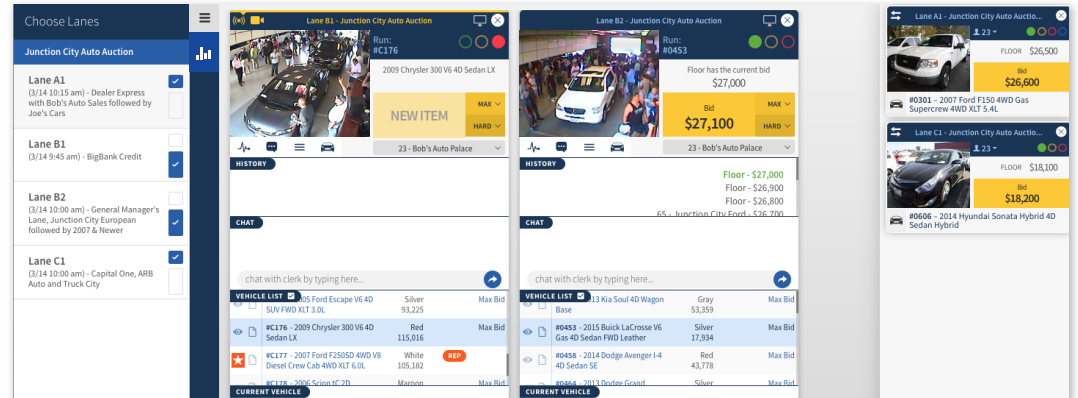 Choose Lanes
Junction City Auto Auction
Lane A1
(3/14 10:15 am) - Dealer Express
with Bob's Auto Sales followed by
Joe's Cars
Lane B1
(3/14 9:45 am) - BigBank Credit
Lane B2
(3/14 10:00 am) - General Manager's
Lane, Junction City European
followed by 2007 & Newer
Lane C1
(3/14 10:00 am) - Capital One, ARB
Auto and Truck City
Lane B1 - Junction City Auto Auction
Run:
#C176
2009 Chrysler 300 V6 4D Sedan LX
NEW ITEM
MAX
HARD
23 - Bob's Auto Palace
HISTORY
CHAT
chat with clerk by typing here...
VEHICLE LIST
05 Ford Escape V6 4D
SUV FWD XLT 3.0L
Silver
93,225
Max Bid
#C176 - 2009 Chrysler 300 V6 4D
Sedan LX
Red
115,016
Max Bid
#C177 - 2007 Ford F250SD 4WD V8
Diesel Crew Cab 4WD XLT 6.0L
White
105,182
REP
#C178 - 2006 Scion tC 2D
Maroon
Max Bid
CURRENT VEHICLE
Lane B2 - Junction City Auto Auction
Run:
#0453
Floor has the current bid
$27,000
Bid
$27,100
MAX
HARD
23 - Bob's Auto Palace
HISTORY
Floor - $27,000
Floor - $26,900
Floor - $26,800
65 - Junction City Ford - $26,700
CHAT
chat with clerk by typing here...
VEHICLE LIST
13 Kia Soul 4D Wagon
Base
Gray
53,359
Max Bid
#0453 - 2015 Buick LaCrosse V6
Gas 4D Sedan FWD Leather
Silver
17,934
Max Bid
#0458 - 2014 Dodge Avenger I-4
4D Sedan SE
Red
43,778
Max Bid
#0464 - 2013 Dodge Grand
Silver
Max Bid
CURRENT VEHICLE
Lane A1 - Junction City Auto Auctio...
23
FLOOR $26,500
Bid
$26,600
#0301 - 2007 Ford F150 4WD Gas
Supercrew 4WD XLT 5.4L
Lane C1 - Junction City Auto Auctio...
23
FLOOR $18,100
Bid
$18,200
#0606 - 2014 Hyundai Sonata Hybrid 4D
Sedan Hybrid